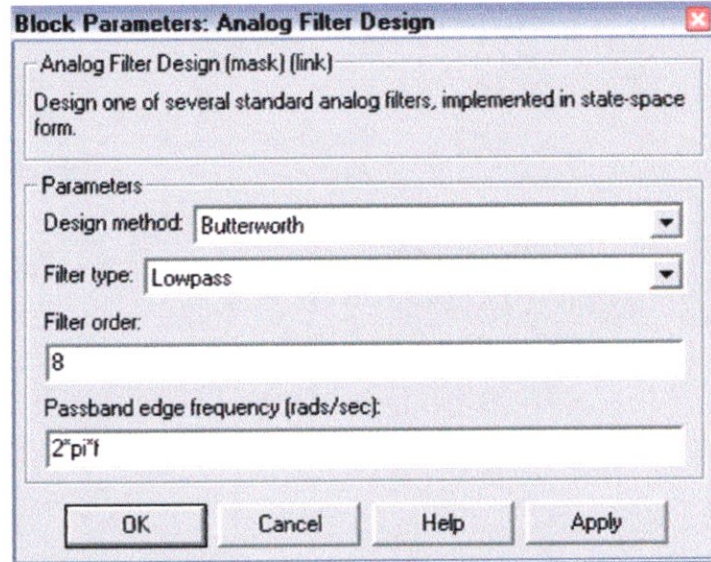 Block Parameters: Analog Filter Design
Analog Filter Design (mask) (link)
Design one of several standard analog filters, implemented in state-space
form.
Parameters
Design method: Butterworth
Filter type: Lowpass
Filter order:
8
Passband edge frequency (rads/sec):
2*pi*f
OK Cancel Help Apply